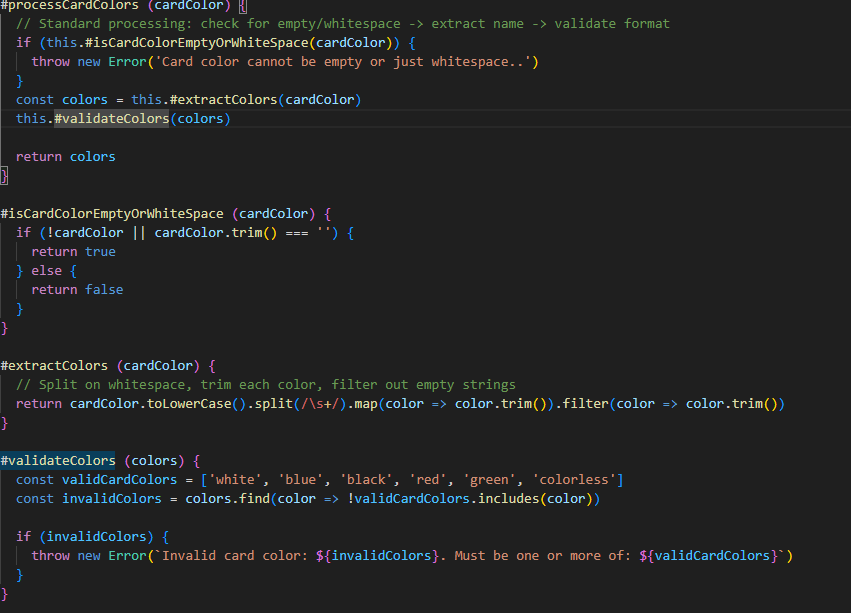 #processCardColors (cardColor) {
// Standard processing: check for empty/whitespace -> extract name -> validate format
if (this.#isCardColorEmptyOrWhiteSpace(cardColor)) {
throw new Error('Card color cannot be empty or just whitespace..')
}
const colors = this.#extractColors(cardColor)
this.#validateColors(colors)
return colors
}
#isCardColorEmptyOrWhiteSpace (cardColor) {
if (!cardColor || cardColor.trim() === '') {
return true
} else {
return false
}
}
#extractColors (cardColor) {
// Split on whitespace, trim each color, filter out empty strings
return cardColor.toLowerCase().split(/\s+/).map(color => color.trim()).filter(color => color.trim())
}
#validateColors (colors) {
const validCardColors = ['white', 'blue', 'black', 'red', 'green', 'colorless']
const invalidColors = colors.find(color => !validCardColors.includes(color))
if (invalidColors) {
throw new Error(`Invalid card color: ${invalidColors}. Must be one or more of: ${validCardColors}`)
}
}